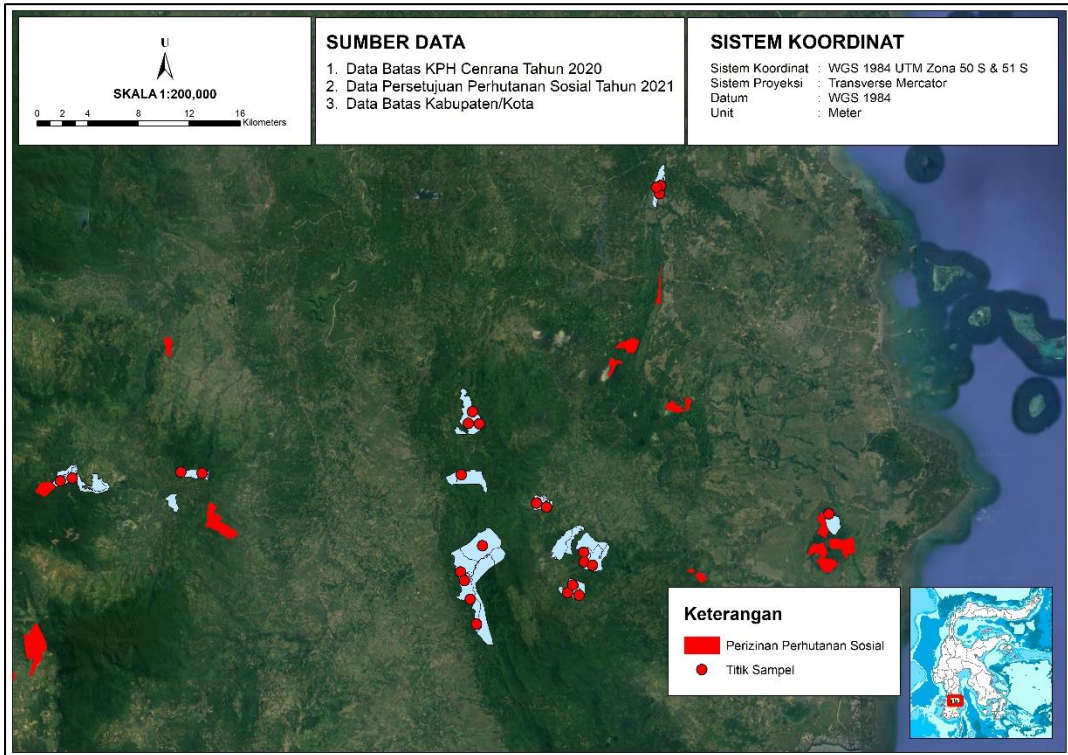 U
SKALA 1:200,000
0 2 4 8 12 16
Kilometers
SUMBER DATA
1. Data Batas KPH Cenrana Tahun 2020
2. Data Persetujuan Perhutanan Sosial Tahun 2021
3. Data Batas Kabupaten/Kota
SISTEM KOORDINAT
Sistem Koordinat : WGS 1984 UTM Zona 50 S & 51 S
Sistem Proyeksi : Transverse Mercator
Datum : WGS 1984
Unit : Meter
Keterangan
Perizinan Perhutanan Sosial
Titik Sampel